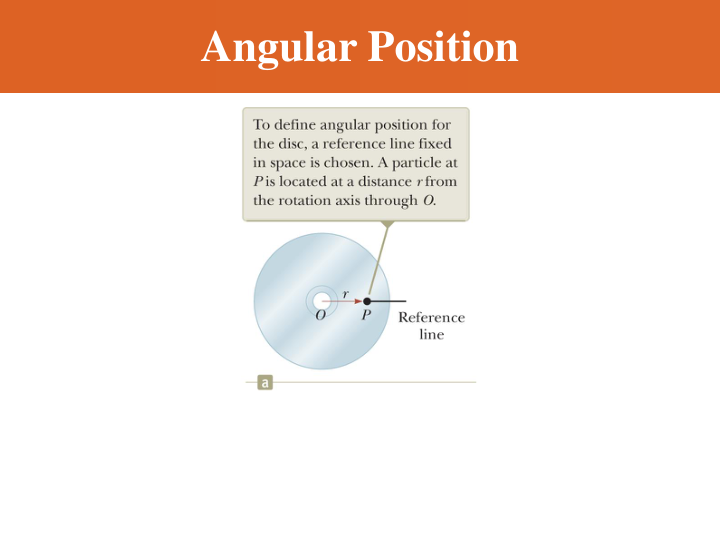 Angular Position
To define angular position for
the disc, a reference line fixed
in space is chosen. A particle at
P is located at a distance r from
the rotation axis through O.
r
O
P
Reference
line
a